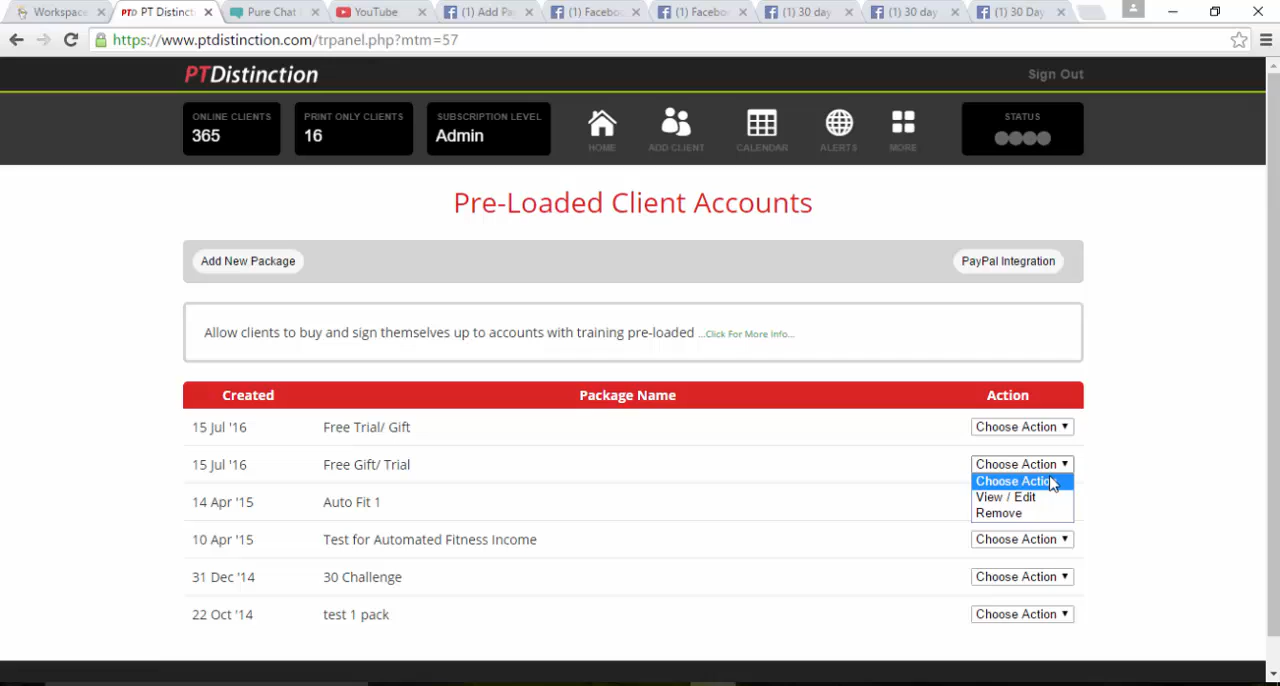 Workspace
PTD PT Distinct
Pure Chat
YouTube
(1) Add Pa
(1) Facebo
(1) Facebo
(1) 30 day
(1) 30 day
(1) 30 Day
https://www.ptdistinction.com/trpanel.php?mtm=57
PTDistinction
Sign Out
ONLINE CLIENTS
365
PRINT ONLY CLIENTS
16
SUBSCRIPTION LEVEL
Admin
HOME
ADD CLIENT
CALENDAR
ALERTS
MORE
STATUS
Pre-Loaded Client Accounts
Add New Package
PayPal Integration
Allow clients to buy and sign themselves up to accounts with training pre-loaded ...Click For More Info...
Created Package Name Action
15 Jul '16 Free Trial/ Gift Choose Action
15 Jul '16 Free Gift/ Trial Choose Action
Choose Action
View / Edit
Remove
14 Apr '15 Auto Fit 1
10 Apr '15 Test for Automated Fitness Income Choose Action
31 Dec '14 30 Challenge Choose Action
22 Oct '14 test 1 pack Choose Action